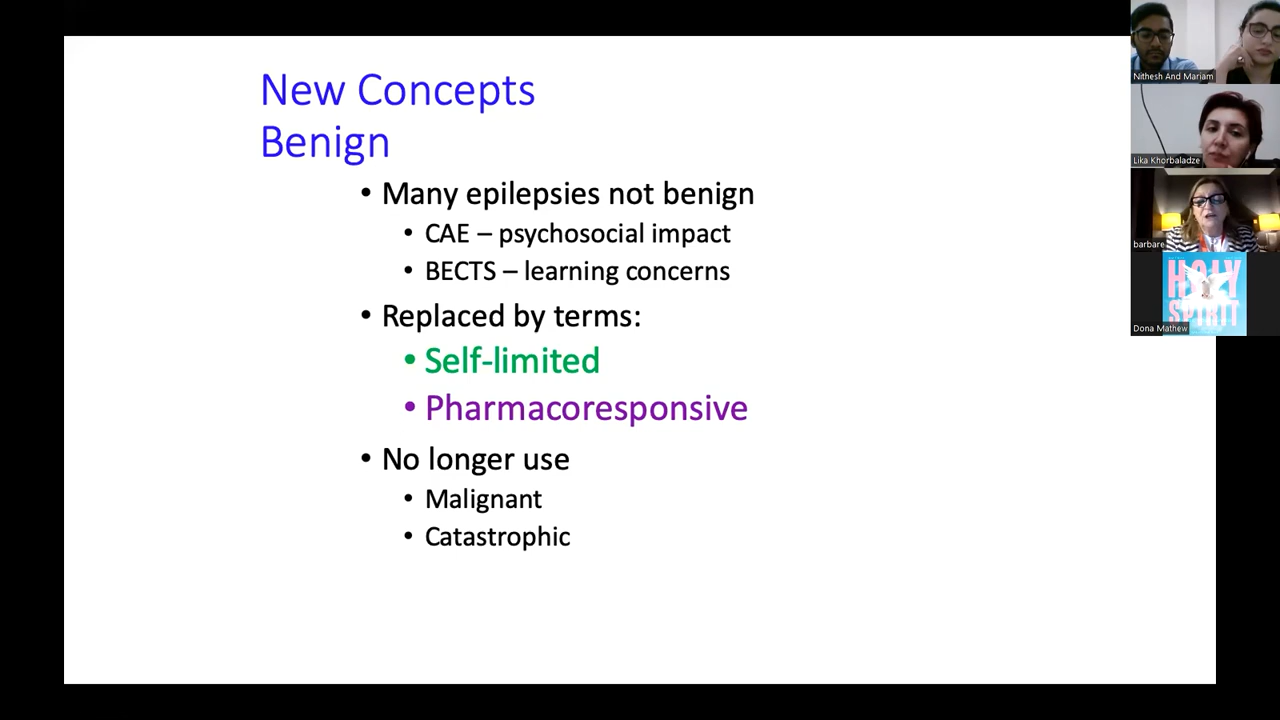 New Concepts
Benign
• Many epilepsies not benign
• CAE – psychosocial impact
• BECTS – learning concerns
• Replaced by terms:
• Self-limited
• Pharmacoresponsive
• No longer use
• Malignant
• Catastrophic
Nithesh And Mariam
Lika Khorbaladze
barbare
HOLY
SPIRIT
Dona Mathew